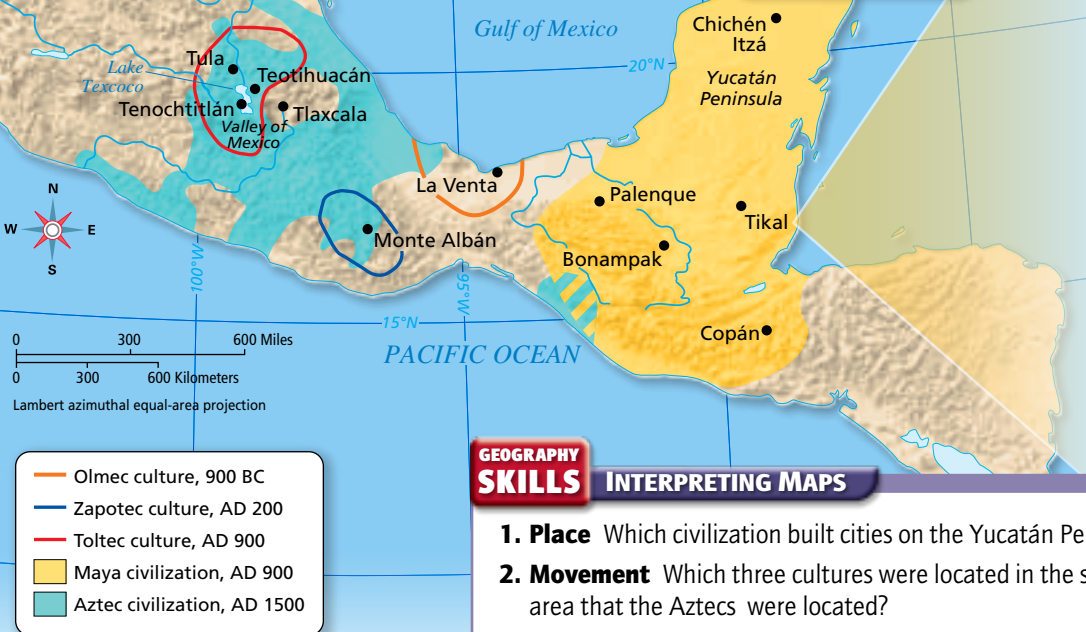 Gulf of Mexico
Chichén
Itzá
20°N
Yucatán
Peninsula
Tula
Lake
Texcoco
Teotihuacán
Tenochtitlán
Tlaxcala
Valley of
Mexico
La Venta
Palenque
Tikal
Monte Albán
Bonampak
Copán
N
W
E
S
100°W
95°W
15°N
PACIFIC OCEAN
0 300 600 Miles
0 300 600 Kilometers
Lambert azimuthal equal-area projection
Olmec culture, 900 BC
Zapotec culture, AD 200
Toltec culture, AD 900
Maya civilization, AD 900
Aztec civilization, AD 1500
GEOGRAPHY
SKILLS INTERPRETING MAPS
1. Place Which civilization built cities on the Yucatán Pe
2. Movement Which three cultures were located in the s
area that the Aztecs were located?